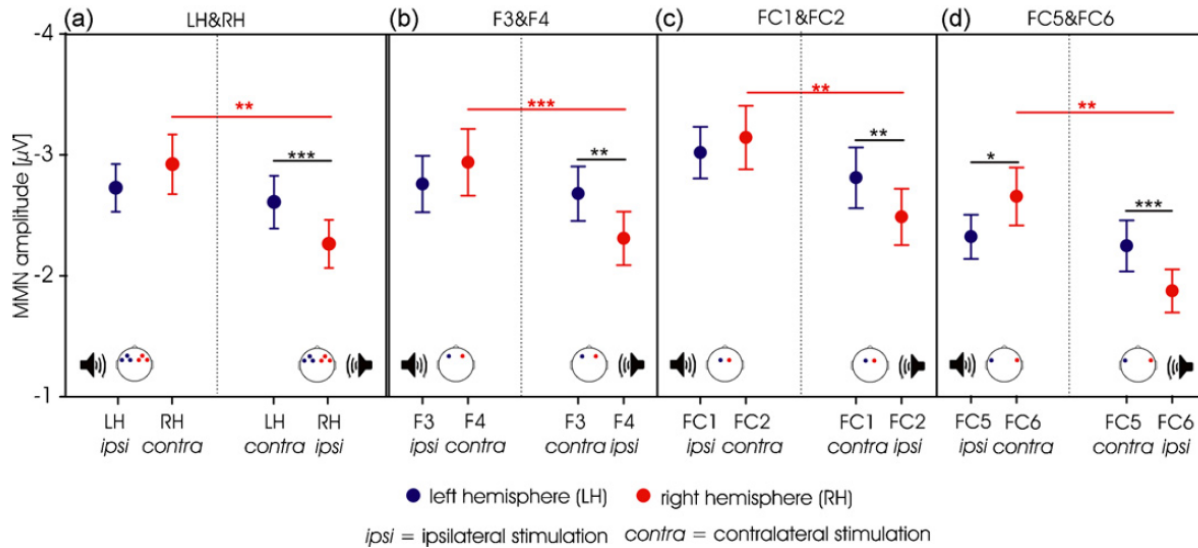 (a) LH&RH (b) F3&F4 (c) FC1&FC2 (d) FC5&FC6
-4
** *** ** **
-3
*** ** ** * ***
-2
-1
MMN amplitude [µV]
LH RH LH RH F3 F4 F3 F4 FC1 FC2 FC1 FC2 FC5 FC6 FC5 FC6
ipsi contra contra ipsi ipsi contra contra ipsi ipsi contra contra ipsi ipsi contra contra ipsi
left hemisphere (LH) right hemisphere (RH)
ipsi = ipsilateral stimulation contra = contralateral stimulation